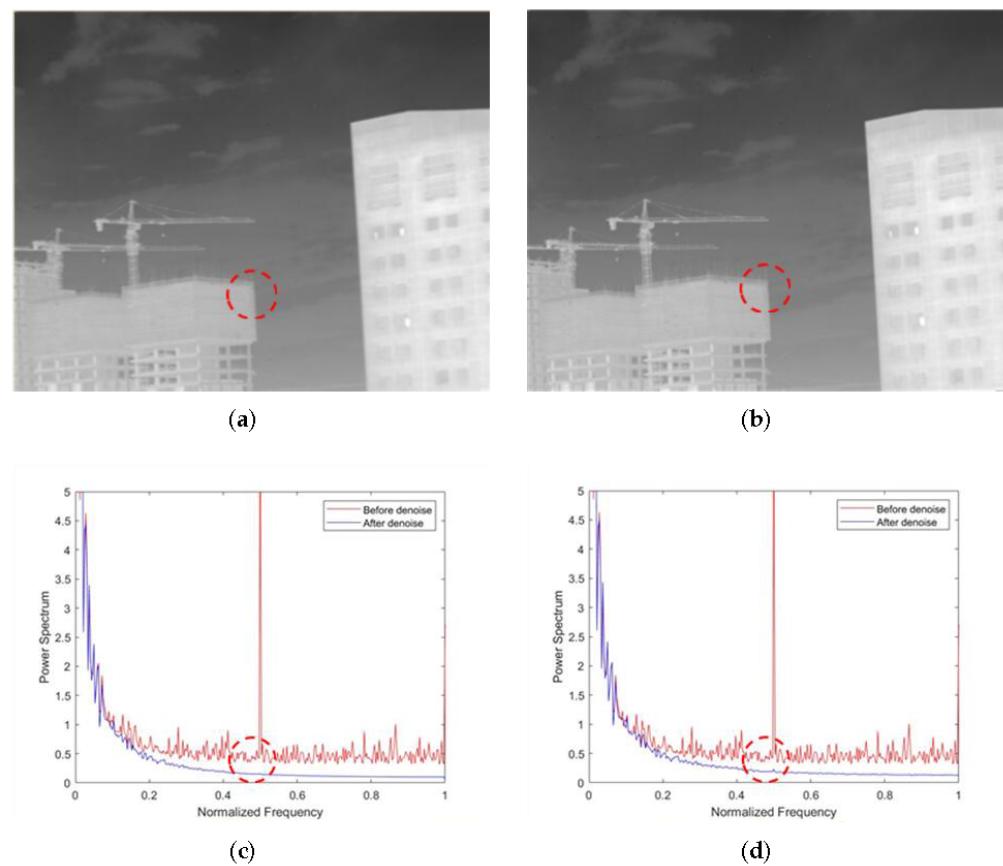 (a)
(b)
5
4.5
4
3.5
3
2.5
2
1.5
1
0.5
0
Power Spectrum
Before denoise
After denoise
0
0.2
0.4
0.6
0.8
1
Normalized Frequency
5
4.5
4
3.5
3
2.5
2
1.5
1
0.5
0
Power Spectrum
Before denoise
After denoise
0
0.2
0.4
0.6
0.8
1
Normalized Frequency
(c)
(d)